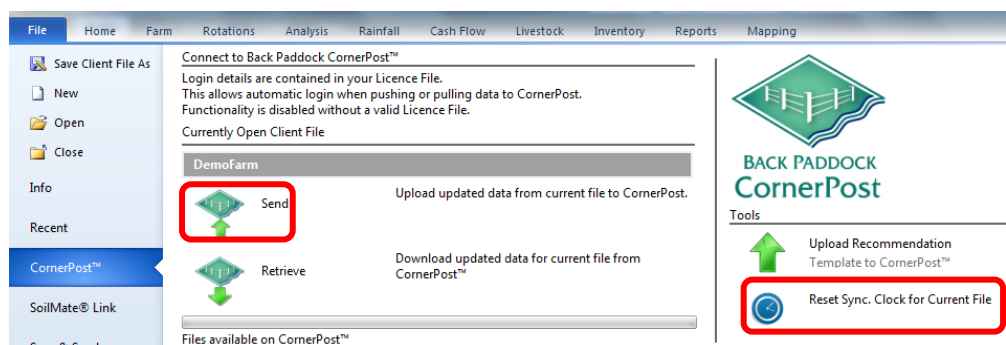 File Home Farm Rotations Analysis Rainfall Cash Flow Livestock Inventory Reports Mapping
Save Client File As
New
Open
Close
Info
Recent
CornerPost™
SoilMate® Link
Connect to Back Paddock CornerPost™
Login details are contained in your Licence File.
This allows automatic login when pushing or pulling data to CornerPost.
Functionality is disabled without a valid Licence File.
Currently Open Client File
DemoFarm
Send
Upload updated data from current file to CornerPost.
Retrieve
Download updated data for current file from
CornerPost™
Files available on CornerPost™
BACK PADDOCK
CornerPost
Tools
Upload Recommendation
Template to CornerPost™
Reset Sync. Clock for Current File